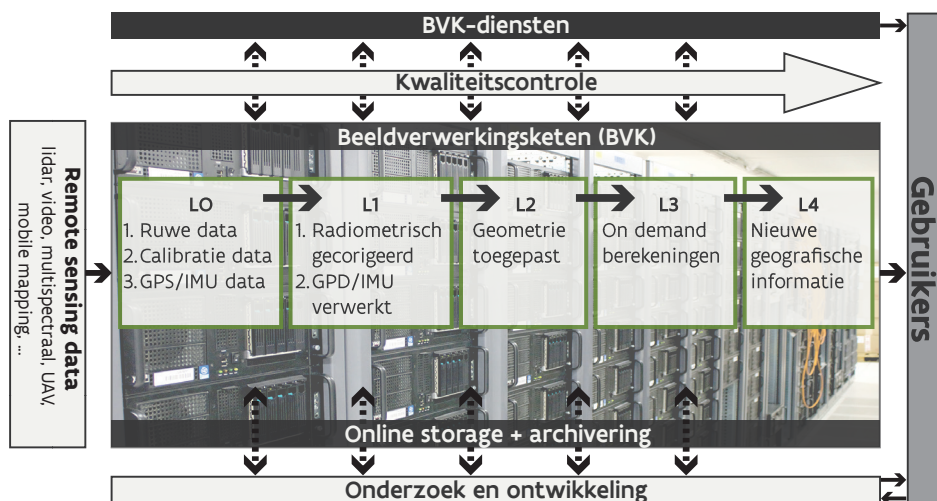 BVK-diensten
Kwaliteitscontrole
Beeldverwerkingsketen (BVK)
Remote sensing data
lidar, video, multispectraal, UAV,
mobile mapping, ...
L0
1. Ruwe data
2. Calibratie data
3. GPS/IMU data
L1
1. Radiometrisch
gecorigeerd
2. GPD/IMU
verwerkt
L2
Geometrie
toegepast
L3
On demand
berekeningen
L4
Nieuwe
geografische
informatie
Gebruikers
Online storage + archivering
Onderzoek en ontwikkeling